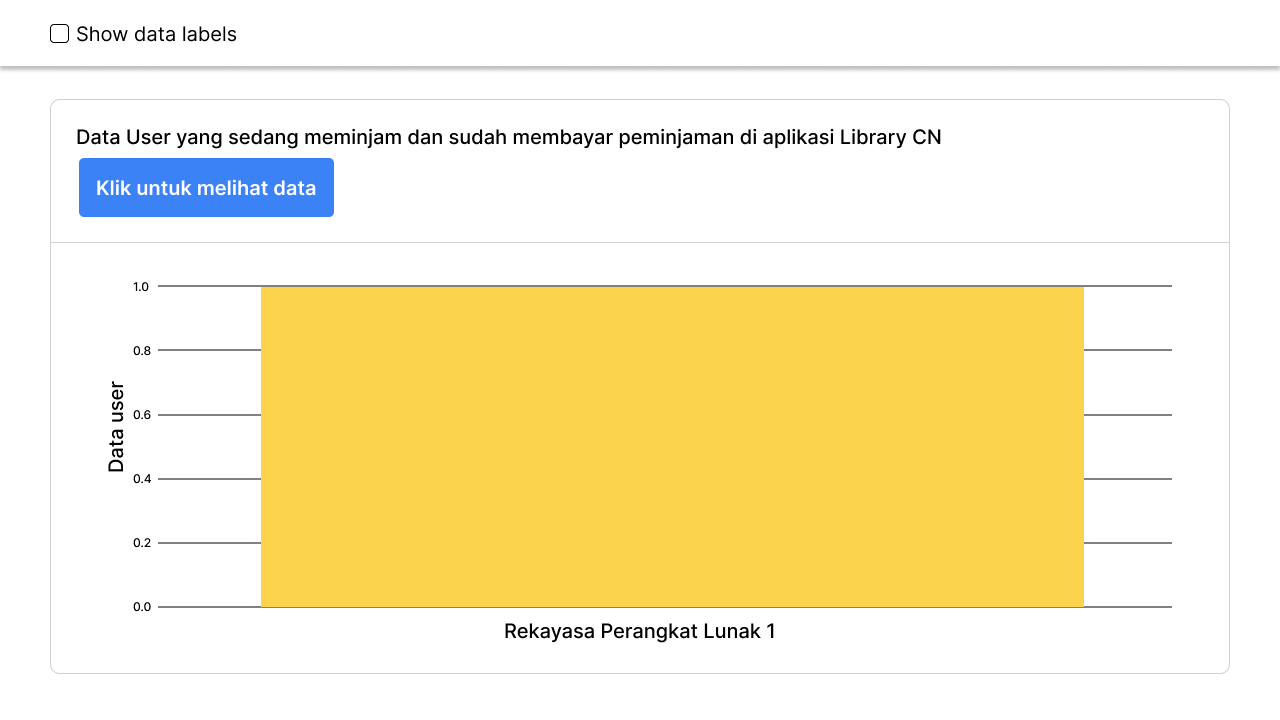 Show data labels
Data User yang sedang meminjam dan sudah membayar peminjaman di aplikasi Library CN
Klik untuk melihat data
1.0
0.8
0.6
0.4
0.2
0.0
Data user
Rekayasa Perangkat Lunak 1